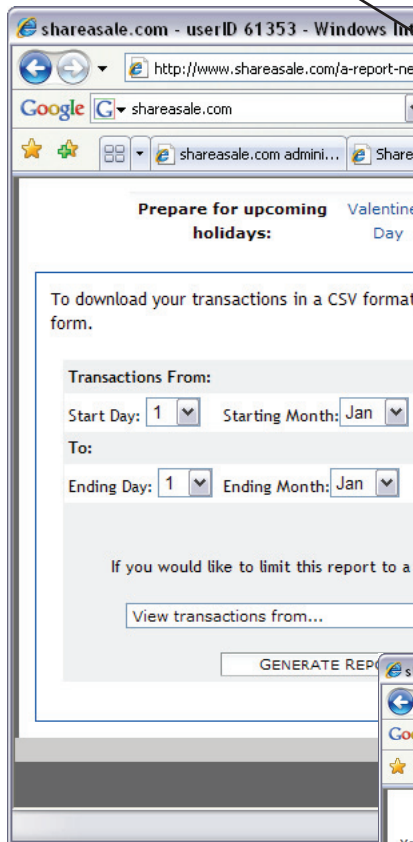 shareasale.com - userID 61353 - Windows
http://www.shareasale.com/a-report-ne
Google G shareasale.com
shareasale.com admini... Share
Prepare for upcoming Valentine
holidays: Day
To download your transactions in a CSV format
form.
Transactions From:
Start Day: 1 Starting Month: Jan
To:
Ending Day: 1 Ending Month: Jan
If you would like to limit this report to a
View transactions from...
GENERATE REPO
s
Goo